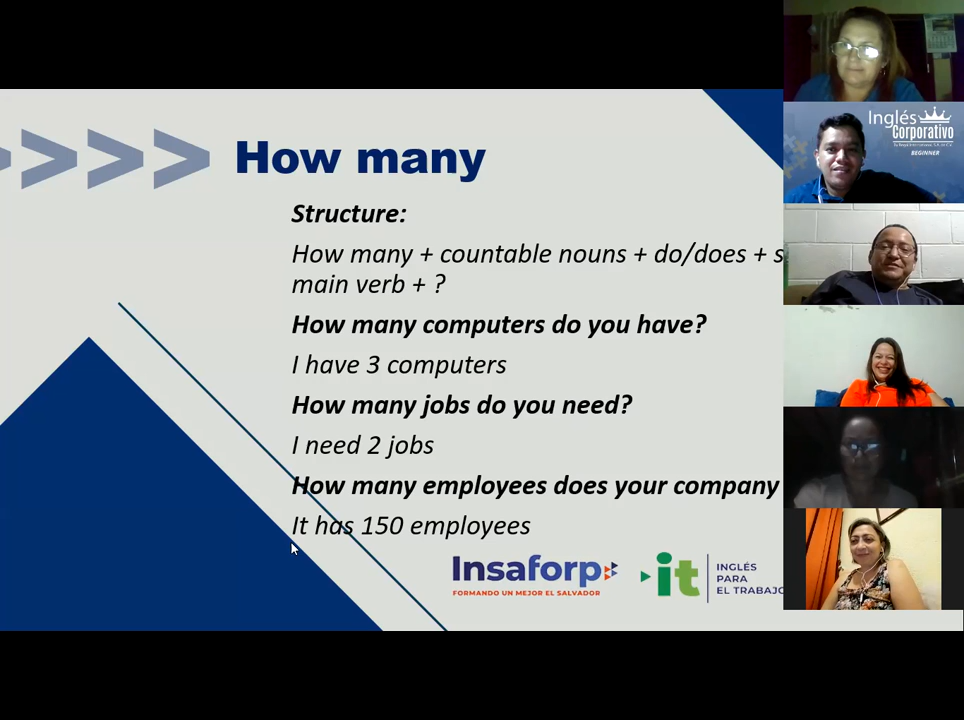 How many
Structure:
How many + countable nouns + do/does + s
main verb + ?
How many computers do you have?
I have 3 computers
How many jobs do you need?
I need 2 jobs
How many employees does your company
It has 150 employees
Insaforp
FORMANDO UN MEJOR EL SALVADOR
it
INGLÉS
PARA
EL TRABAJO
Inglés
Corporativo
BEGINNER